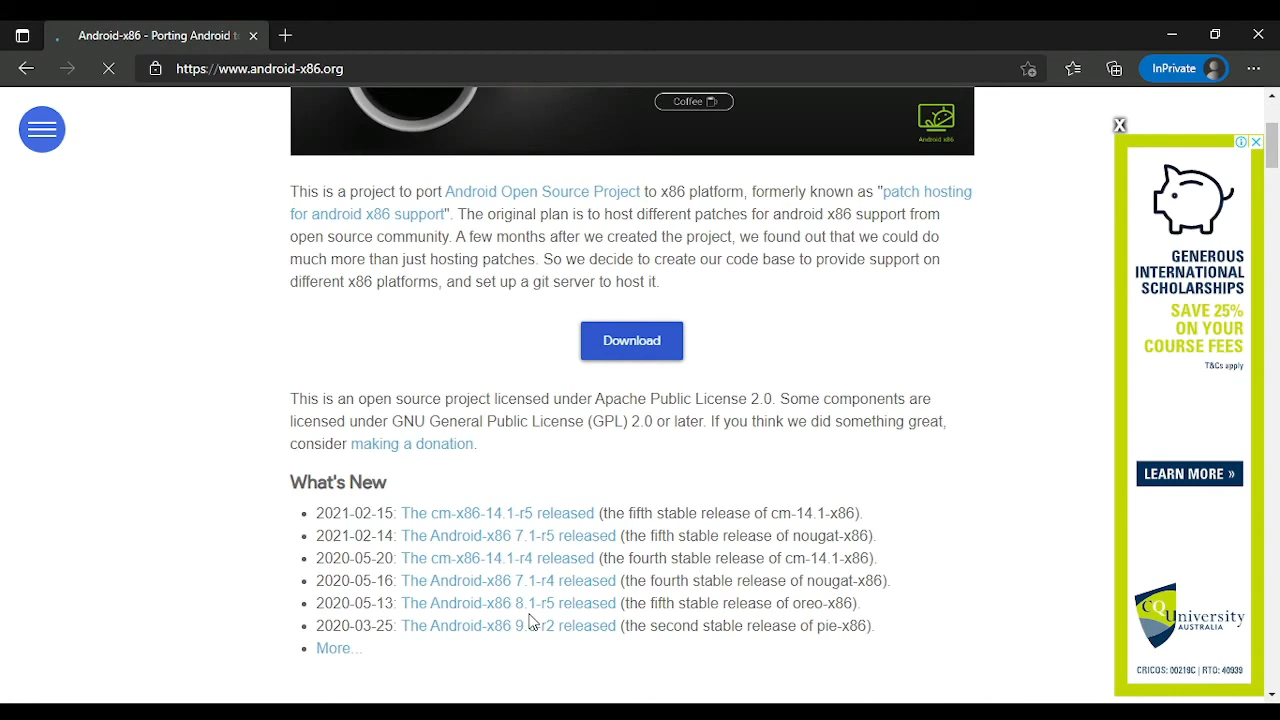 Android-x86 - Porting Android to
https://www.android-x86.org
InPrivate
Coffee
Android x86
This is a project to port Android Open Source Project to x86 platform, formerly known as "patch hosting
for android x86 support". The original plan is to host different patches for android x86 support from
open source community. A few months after we created the project, we found out that we could do
much more than just hosting patches. So we decide to create our code base to provide support on
different x86 platforms, and set up a git server to host it.
Download
This is an open source project licensed under Apache Public License 2.0. Some components are
licensed under GNU General Public License (GPL) 2.0 or later. If you think we did something great,
consider making a donation.
What's New
2021-02-15: The cm-x86-14.1-r5 released (the fifth stable release of cm-14.1-x86).
2021-02-14: The Android-x86 7.1-r5 released (the fifth stable release of nougat-x86).
2020-05-20: The cm-x86-14.1-r4 released (the fourth stable release of cm-14.1-x86).
2020-05-16: The Android-x86 7.1-r4 released (the fourth stable release of nougat-x86).
2020-05-13: The Android-x86 8.1-r5 released (the fifth stable release of oreo-x86).
2020-03-25: The Android-x86 9. r2 released (the second stable release of pie-x86).
More...
X
GENEROUS
INTERNATIONAL
SCHOLARSHIPS
SAVE 25%
ON YOUR
COURSE FEES
T&Cs apply
LEARN MORE »
CQUniversity
AUSTRALIA
CRICOS: 00219C | RTO: 40939